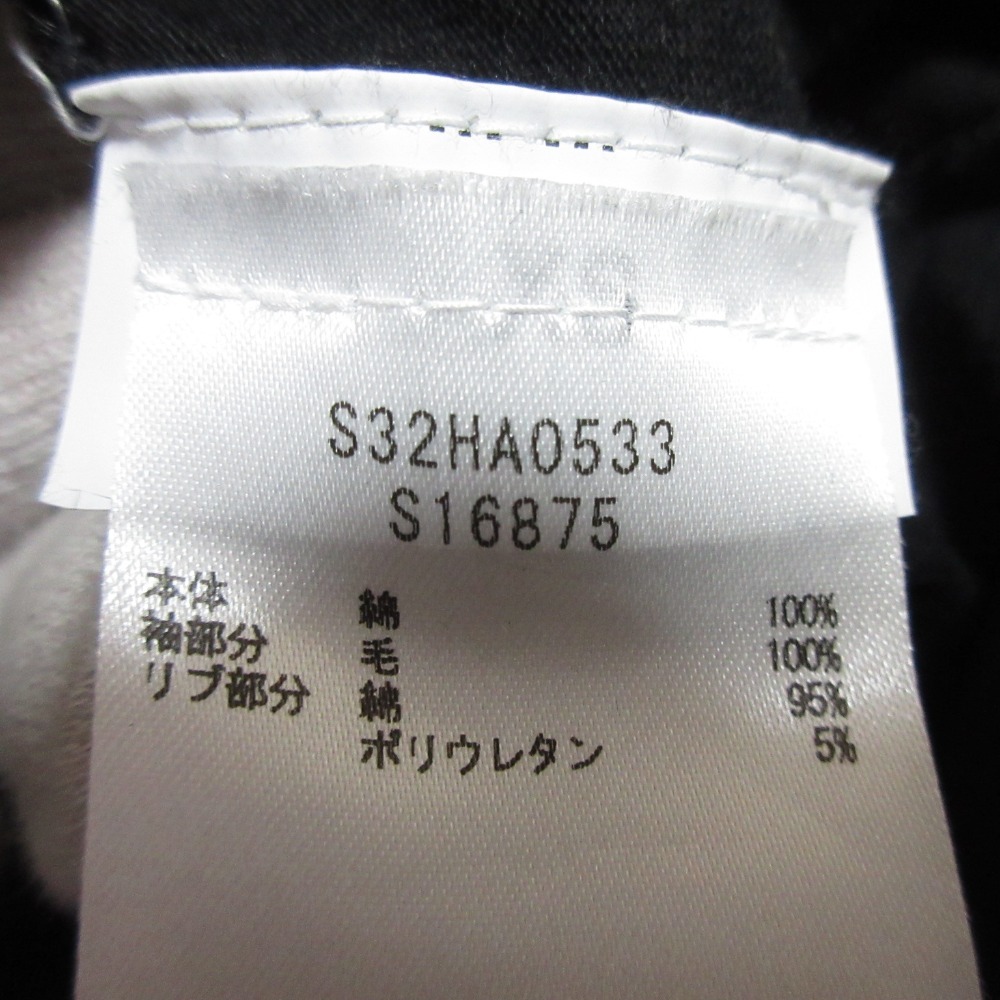 S32HA0533
S16875
本体 綿 100%
袖部分 毛 100%
リブ部分 綿 95%
ポリウレタン 5%